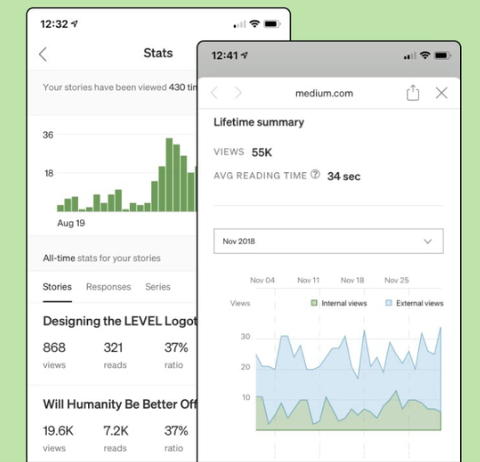 12:32
Stats
Your stories have been viewed 430
36
18
Aug 19
All-time stats for your stories
Stories Responses Series
Designing the LEVEL
868 321 37%
views reads ratio
Will Humanity Be Better Off
19.6K 7.2K 37%
views reads ratio
12:41
medium.com
Lifetime summary
VIEWS 55K
AVG READING TIME ? 34 sec
Nov 2018
Nov 04 Nov 11 Nov 18 Nov 25
Views Internal views External views
30
20
10